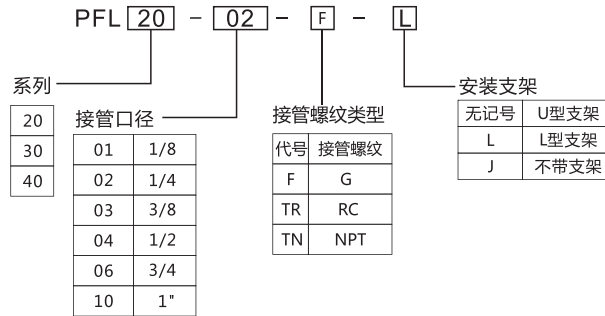 PFL 20 - 02 - F - L
系列
20
30
40
接管口径
01 1/8
02 1/4
03 3/8
04 1/2
06 3/4
10 1"
接管螺纹类型
代号 接管螺纹
F G
TR RC
TN NPT
安装支架
无记号 U型支架
L L型支架
J 不带支架